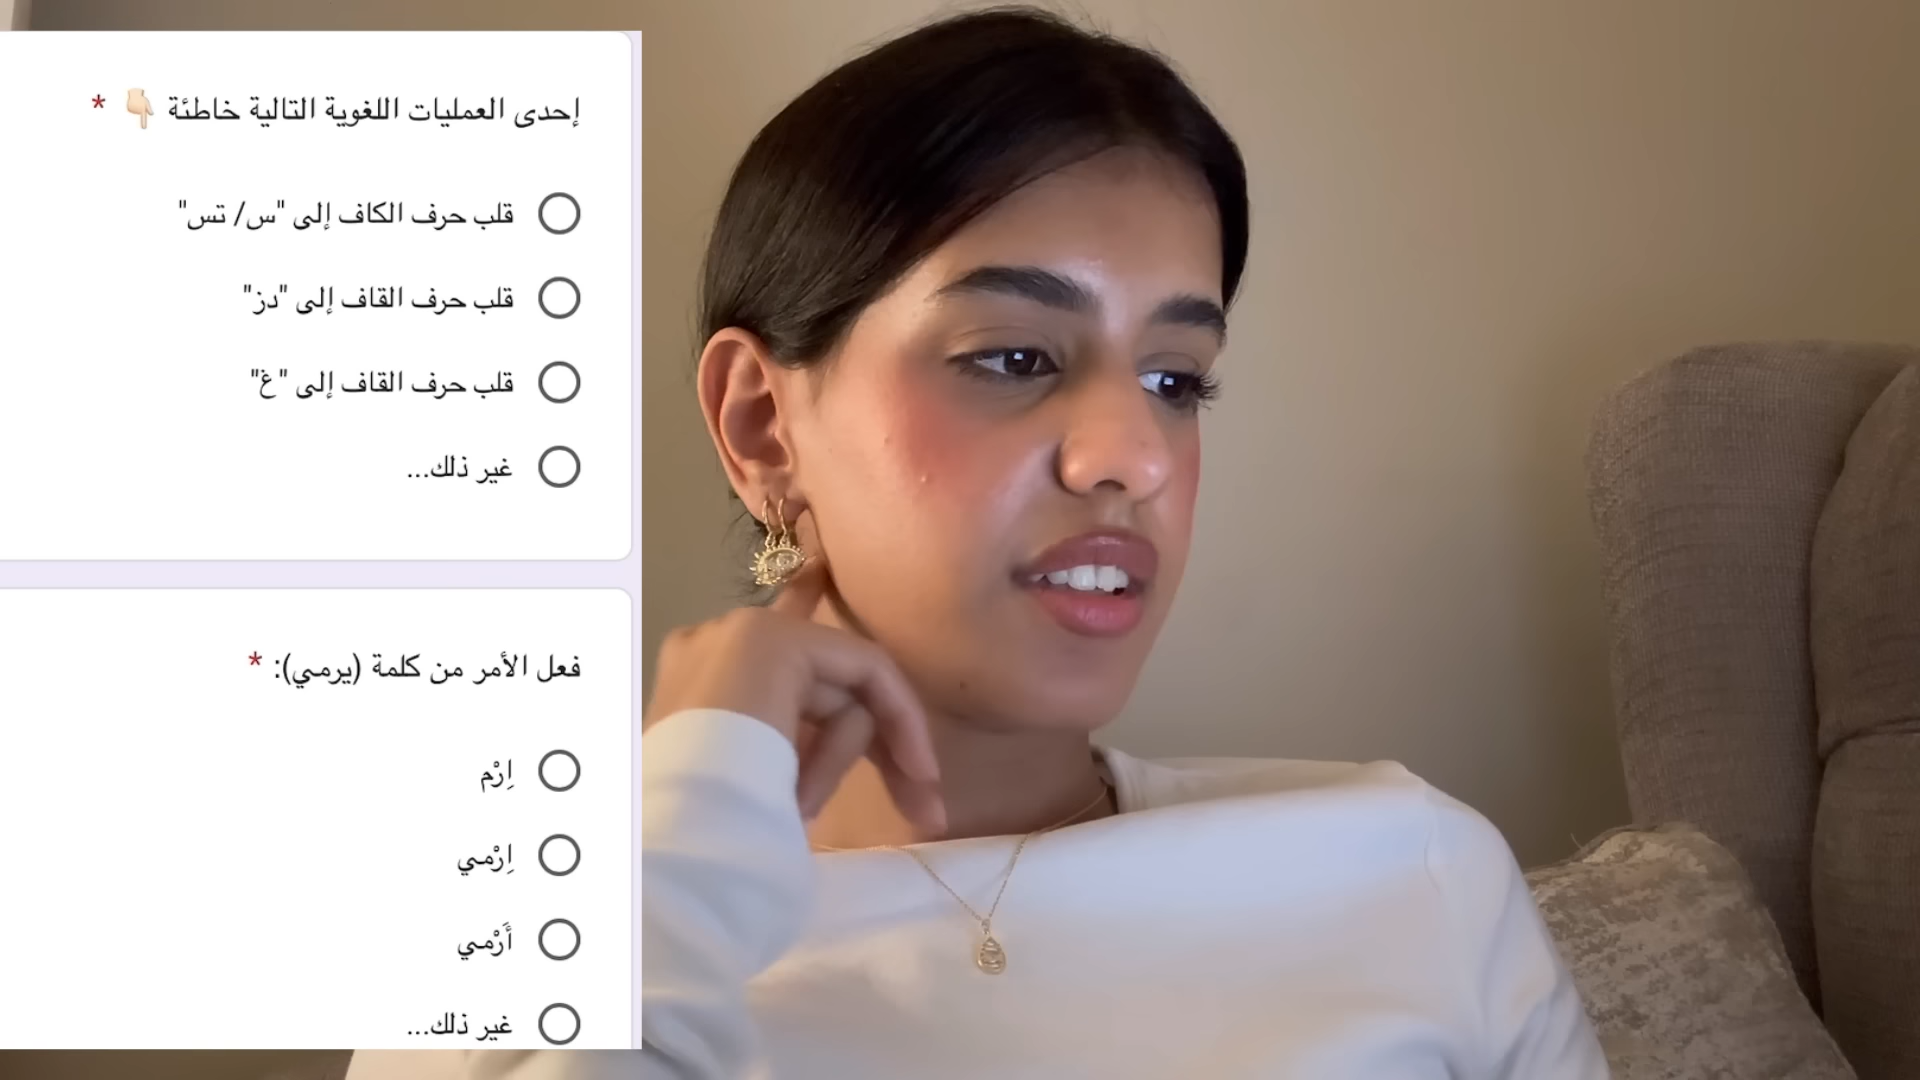 إحدى العمليات اللغوية التالية خاطئة 👇🏻 *
قلب حرف الكاف إلى "س/ تس"
قلب حرف القاف إلى "دز"
قلب حرف القاف إلى "غ"
غير ذلك...
فعل الأمر من كلمة (يرمي): *
اِرْم
اِرْمي
أَرْمي
غير ذلك...